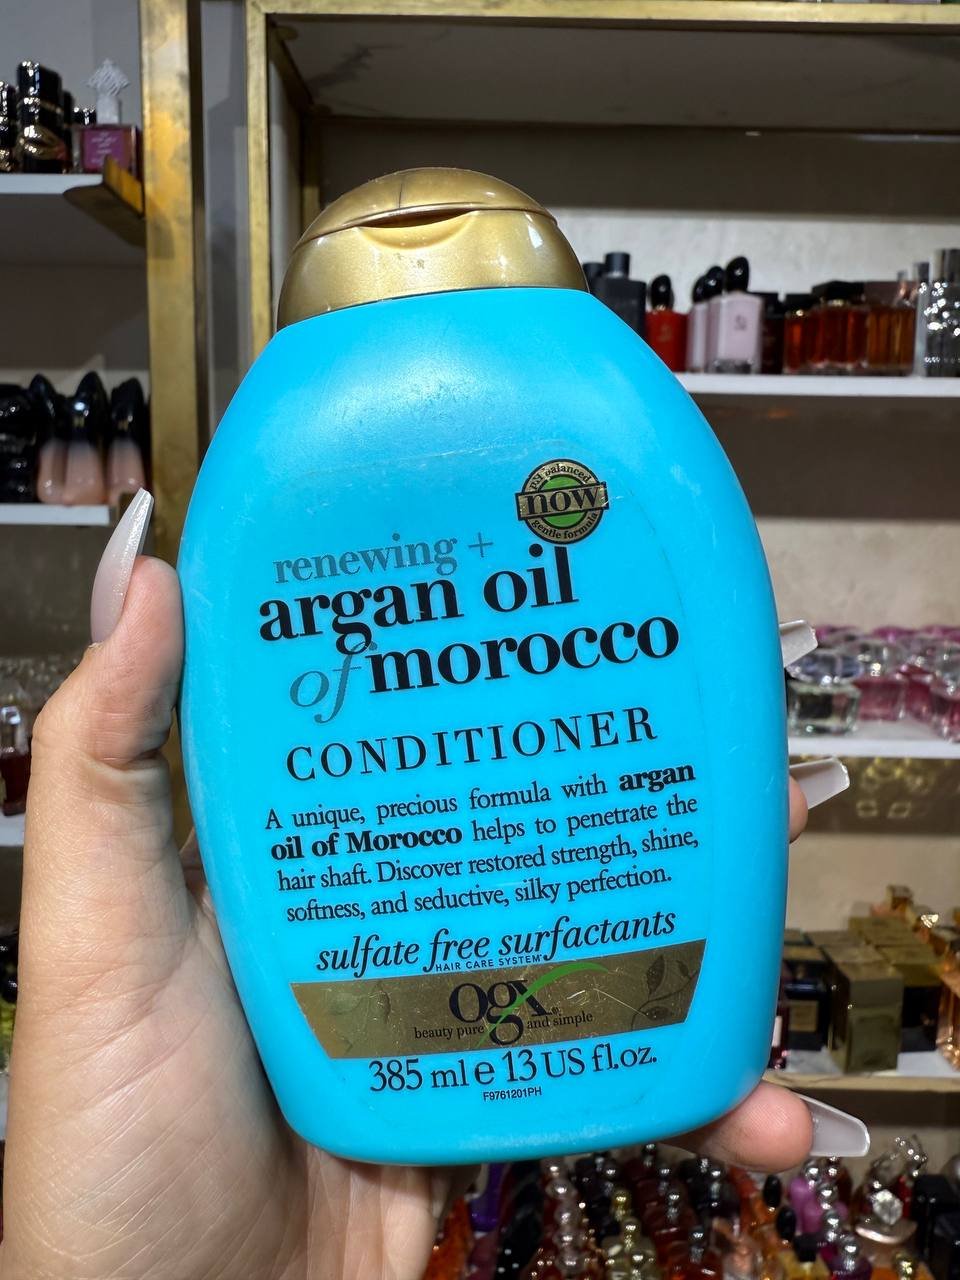 pH balanced
now
gentle formula
renewing +
argan oil
of morocco
CONDITIONER
A unique, precious formula with argan
oil of Morocco helps to penetrate the
hair shaft. Discover restored strength, shine,
softness, and seductive, silky perfection.
sulfate free surfactants
HAIR CARE SYSTEM
ogx
beauty pure and simple
385 ml e 13 US fl.oz.
F9761201PH